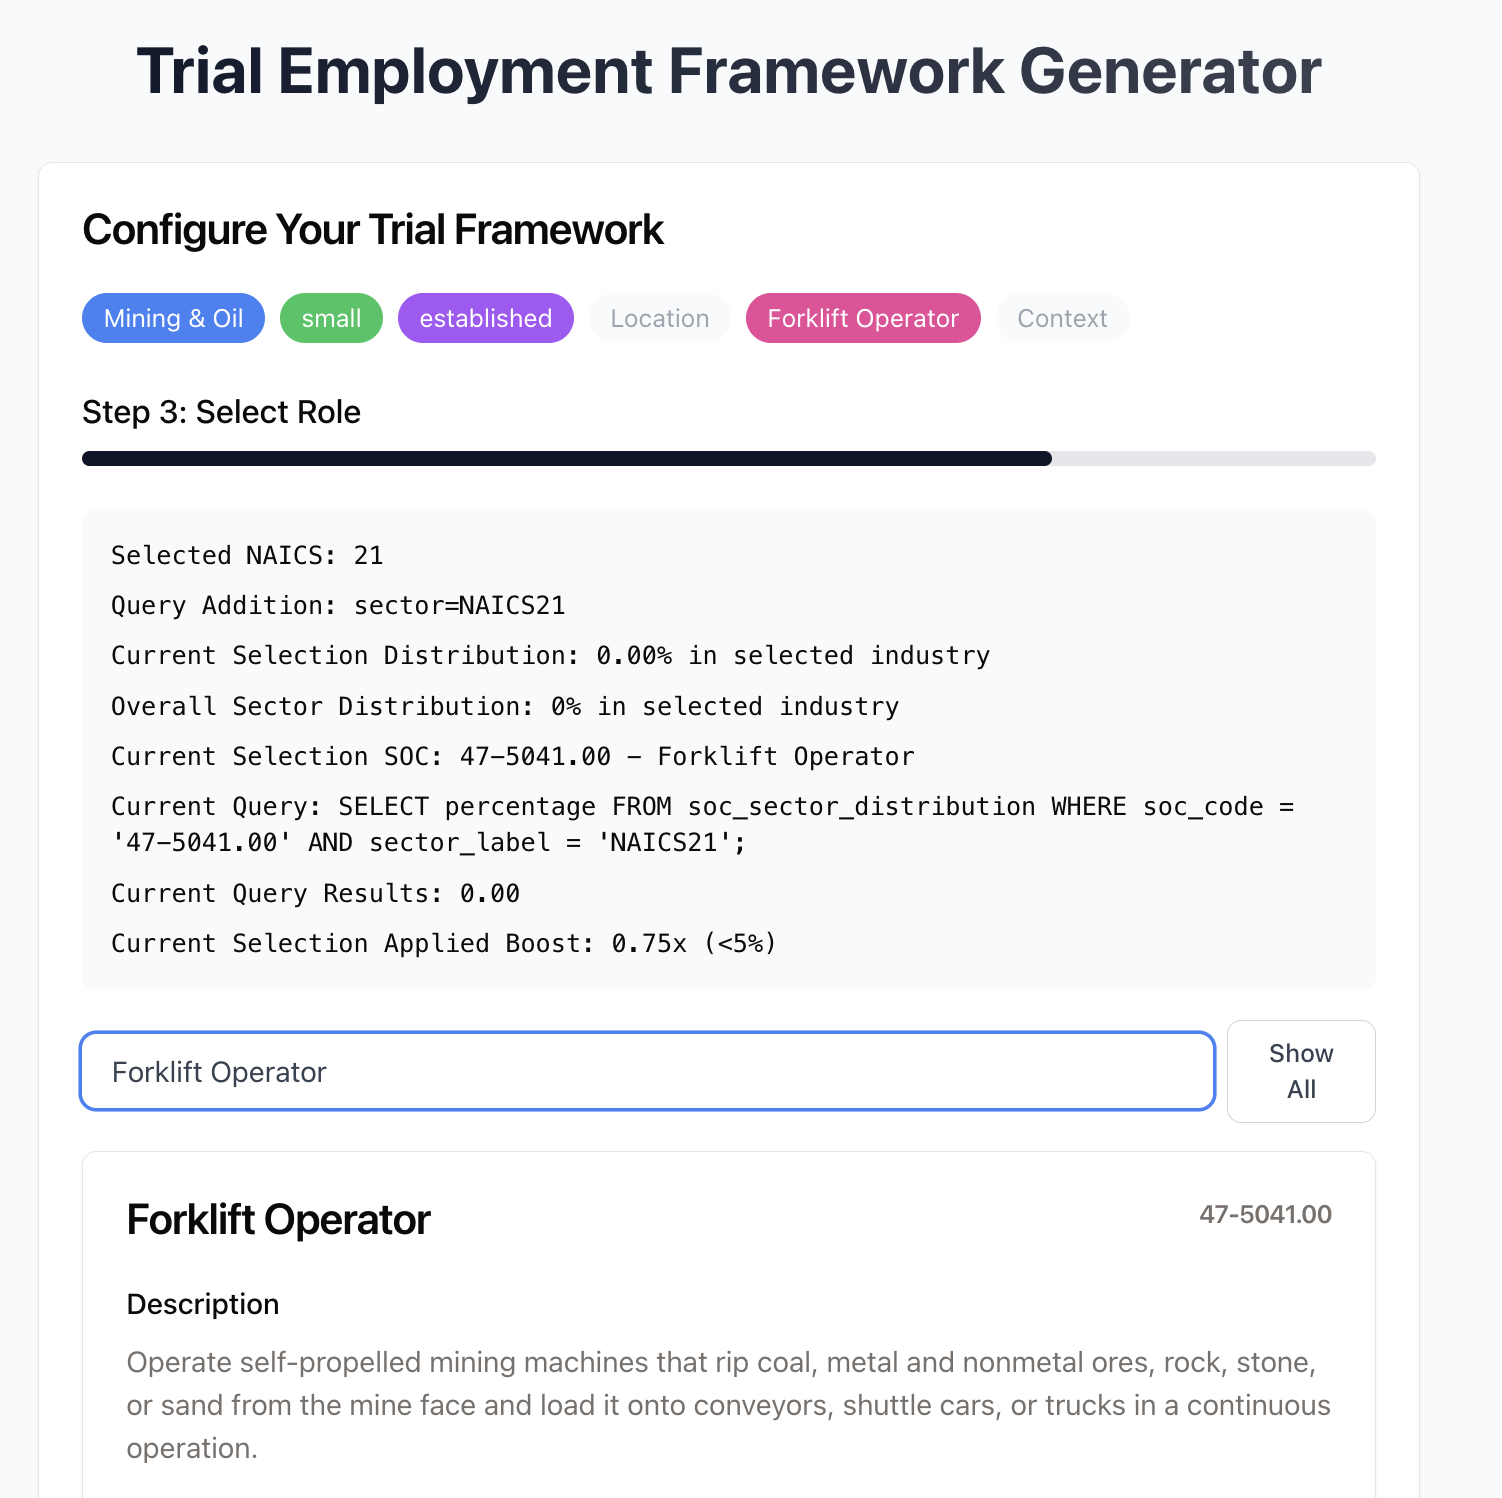 Trial Employment Framework Generator
Configure Your Trial Framework
Mining & Oil small established Location Forklift Operator Context
Step 3: Select Role
Selected NAICS: 21
Query Addition: sector=NAICS21
Current Selection Distribution: 0.00% in selected industry
Overall Sector Distribution: 0% in selected industry
Current Selection SOC: 47-5041.00 - Forklift Operator
Current Query: SELECT percentage FROM soc_sector_distribution WHERE soc_code =
'47-5041.00' AND sector_label = 'NAICS21';
Current Query Results: 0.00
Current Selection Applied Boost: 0.75x (<5%)
Forklift Operator
Show
All
Forklift Operator
47-5041.00
Description
Operate self-propelled mining machines that rip coal, metal and nonmetal ores, rock, stone,
or sand from the mine face and load it onto conveyors, shuttle cars, or trucks in a continuous
operation.